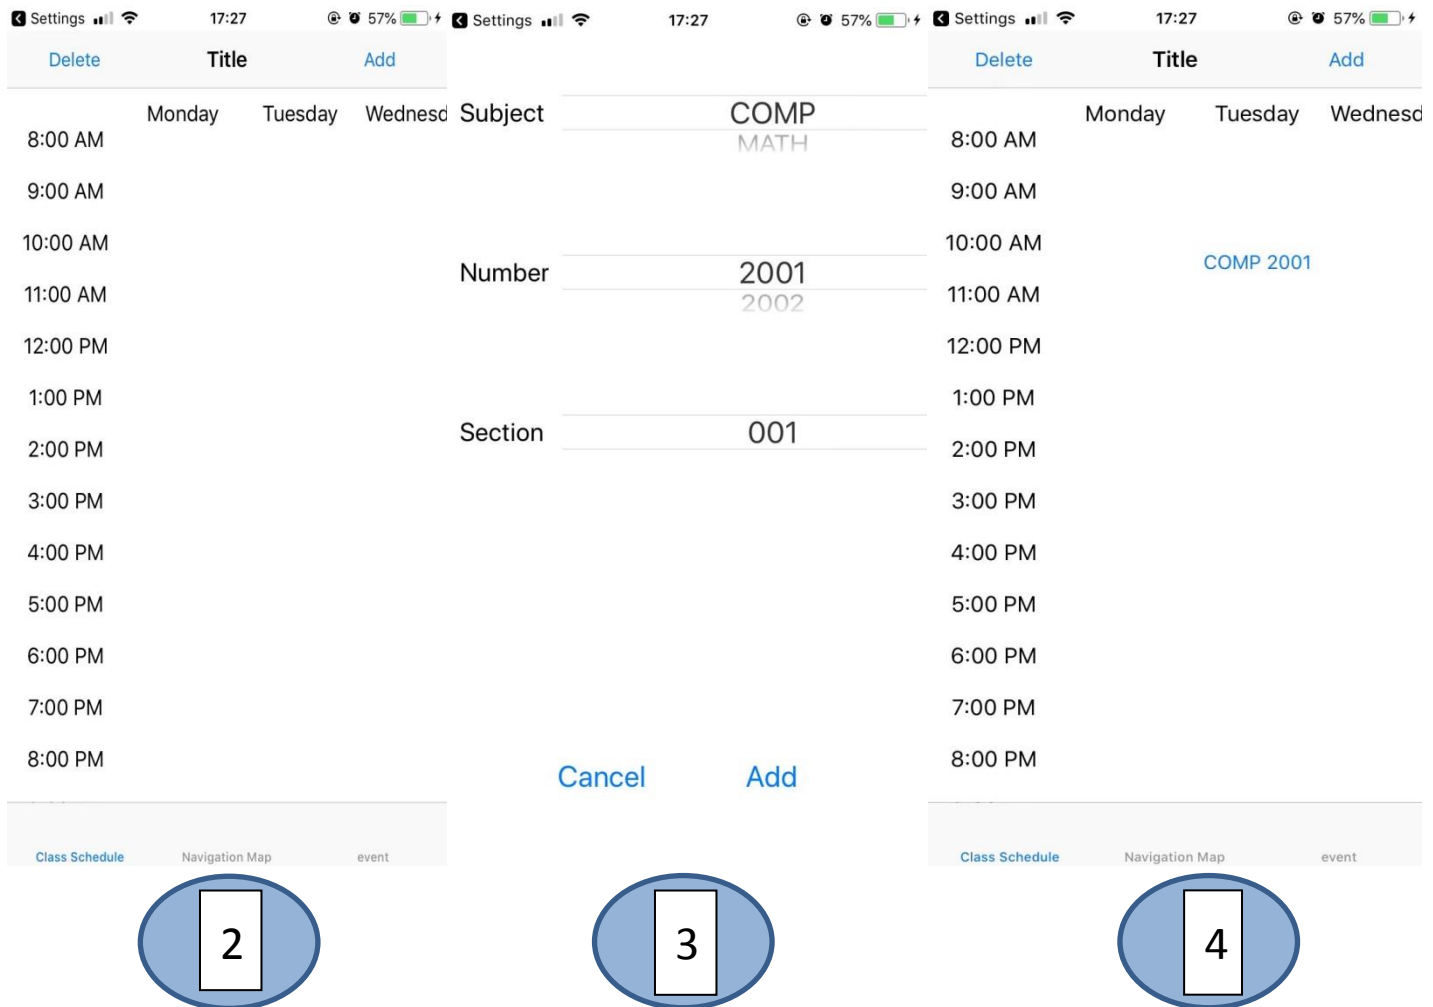 Settings 17:27 57%
Delete Title Add
Monday Tuesday Wednesd
8:00 AM
9:00 AM
10:00 AM
11:00 AM
12:00 PM
1:00 PM
2:00 PM
3:00 PM
4:00 PM
5:00 PM
6:00 PM
7:00 PM
8:00 PM
Class Schedule Navigation Map event
2
Settings 17:27 57%
Subject COMP
MATH
Number 2001
2002
Section 001
Cancel Add
3
Settings 17:27 57%
Delete Title Add
Monday Tuesday Wednesd
8:00 AM
9:00 AM
10:00 AM
COMP 2001
11:00 AM
12:00 PM
1:00 PM
2:00 PM
3:00 PM
4:00 PM
5:00 PM
6:00 PM
7:00 PM
8:00 PM
Class Schedule Navigation Map event
4